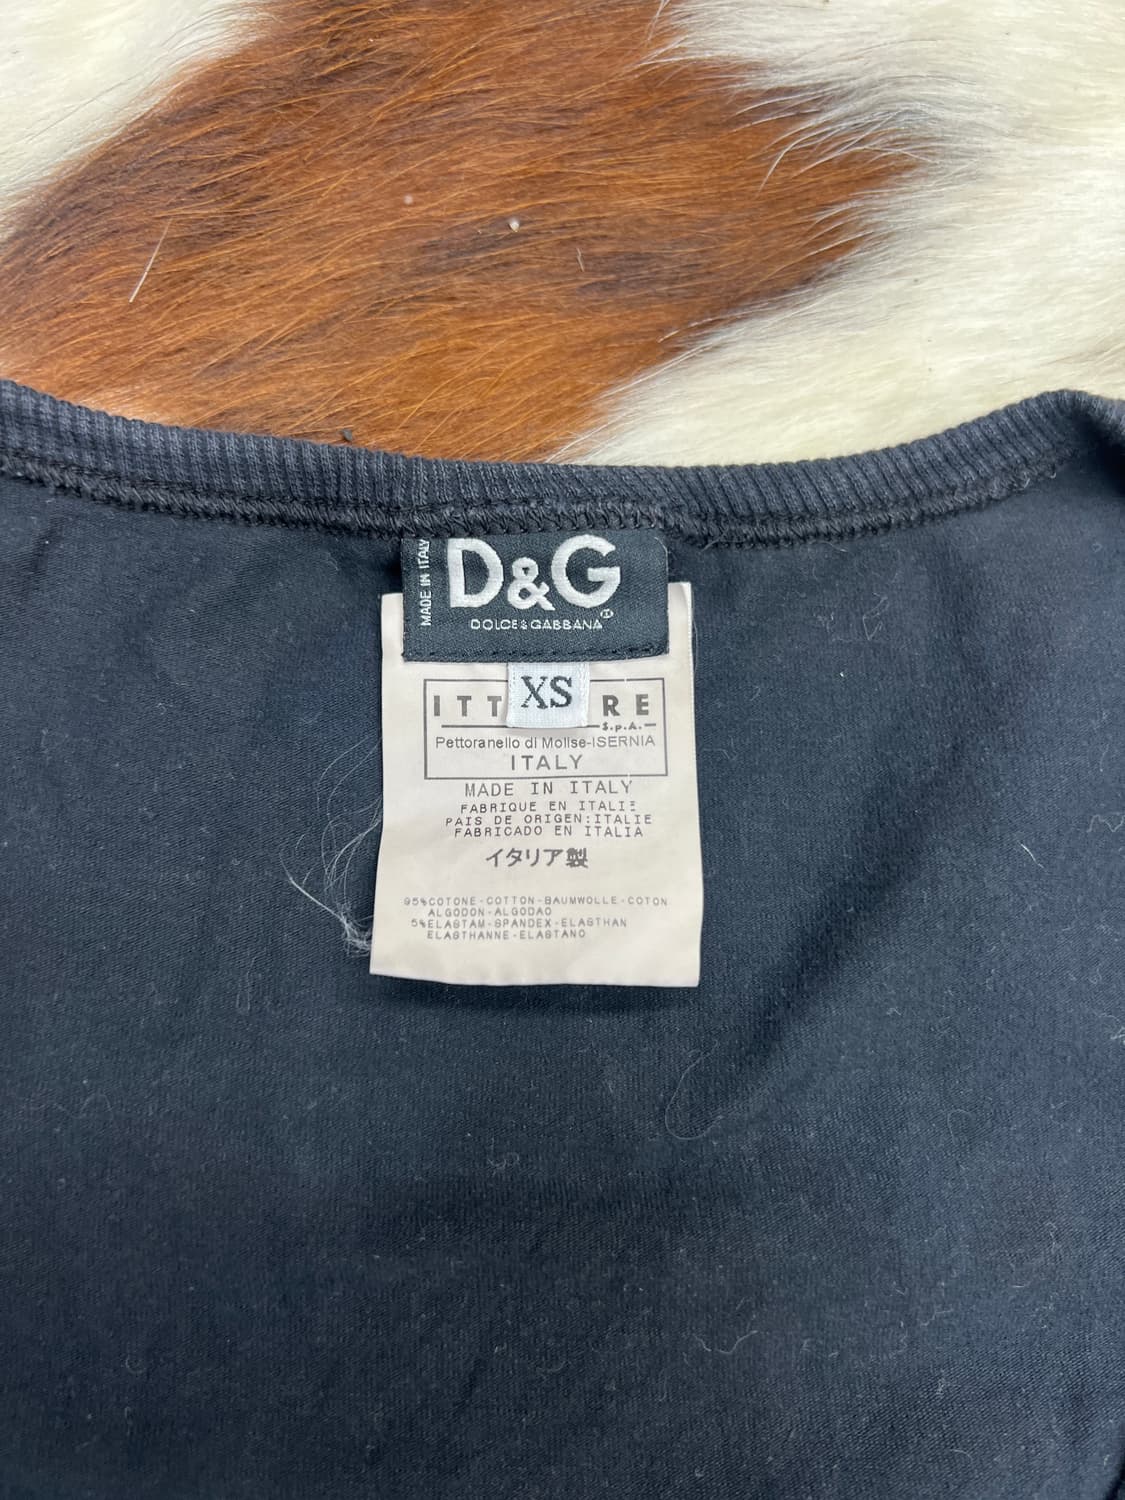 MADE IN ITALY
D&G
DOLCE&GABBANA
XS
ITT RE
S.p.A.
Pettoranello di Molise-ISERNIA
ITALY
MADE IN ITALY
FABRIQUE EN ITALIE
PAIS DE ORIGEN:ITALIE
FABRICADO EN ITALIA
イタリア製
95%COTONE-COTTON-BAUMWOLLE-COTON
ALGODON-ALGODAO
5%ELASTAM-SPANDEX-ELASTHAN
ELASTHANNE-ELASTANO